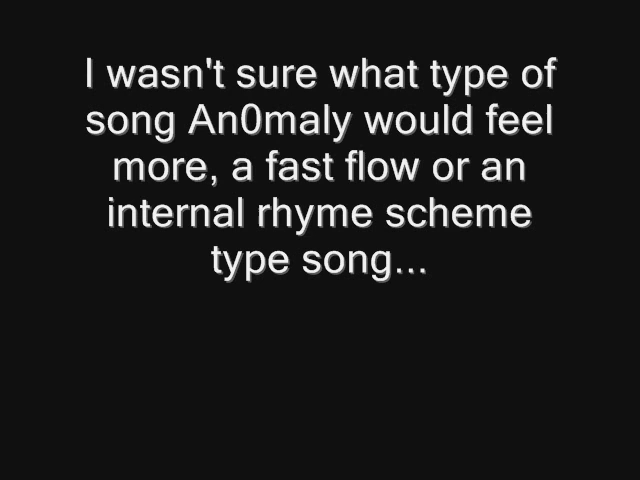 I wasn't sure what type of
song An0maly would feel
more, a fast flow or an
internal rhyme scheme
type song...